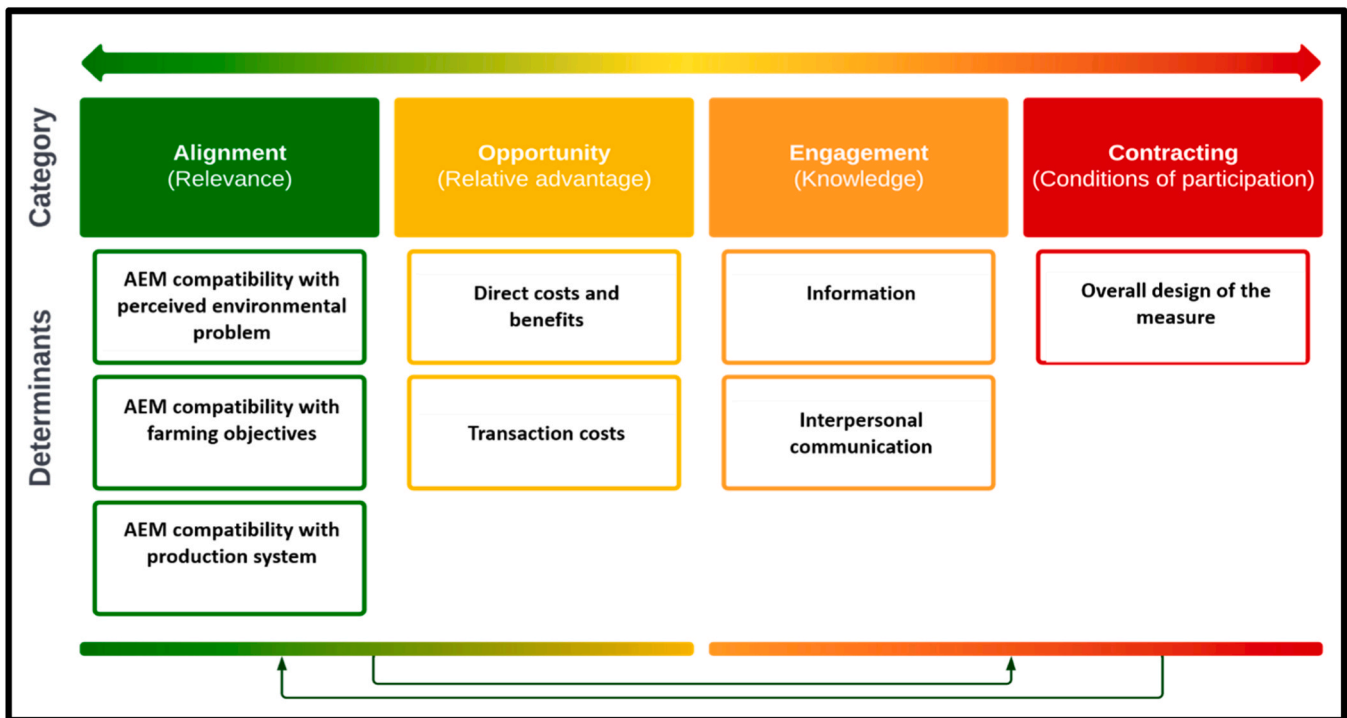 Category
Alignment
(Relevance)
Opportunity
(Relative advantage)
Engagement
(Knowledge)
Contracting
(Conditions of participation)
Determinants
AEM compatibility with
perceived environmental
problem
Direct costs and
benefits
Information
Overall design of the
measure
AEM compatibility with
farming objectives
Transaction costs
Interpersonal
communication
AEM compatibility with
production system